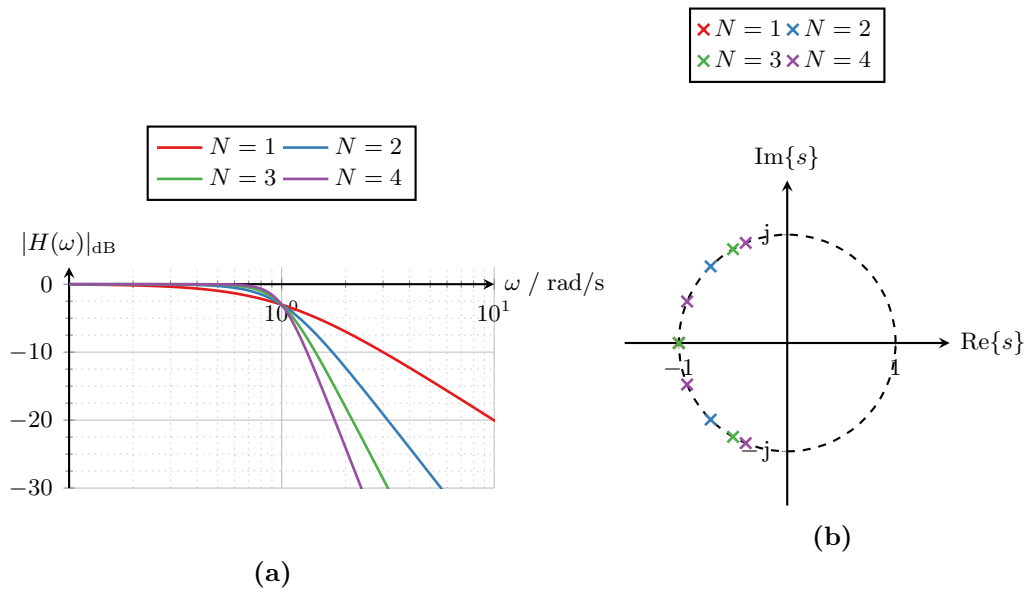 N = 1 N = 2
N = 3 N = 4
|H(ω)|dB
0
−10
−20
−30
10^0
10^1
ω / rad/s
(a)
N = 1 N = 2
N = 3 N = 4
Im{s}
j
Re{s}
−1
1
−j
(b)